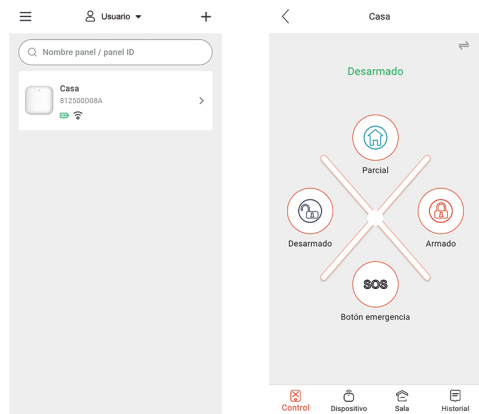 Usuario
Nombre panel / panel ID
Casa
812500D08A
Casa
Desarmado
Parcial
Desarmado
Armado
SOS
Botón emergencia
Control
Dispositivo
Sala
Historial